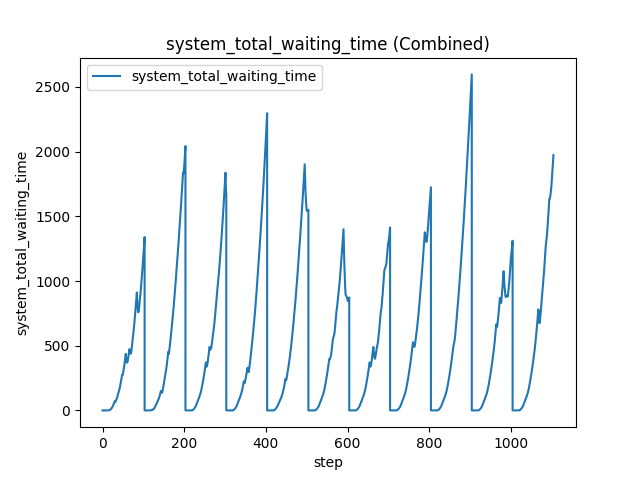 system_total_waiting_time (Combined)
system_total_waiting_time
2500
2000
1500
1000
500
0
system_total_waiting_time
0 200 400 600 800 1000
step